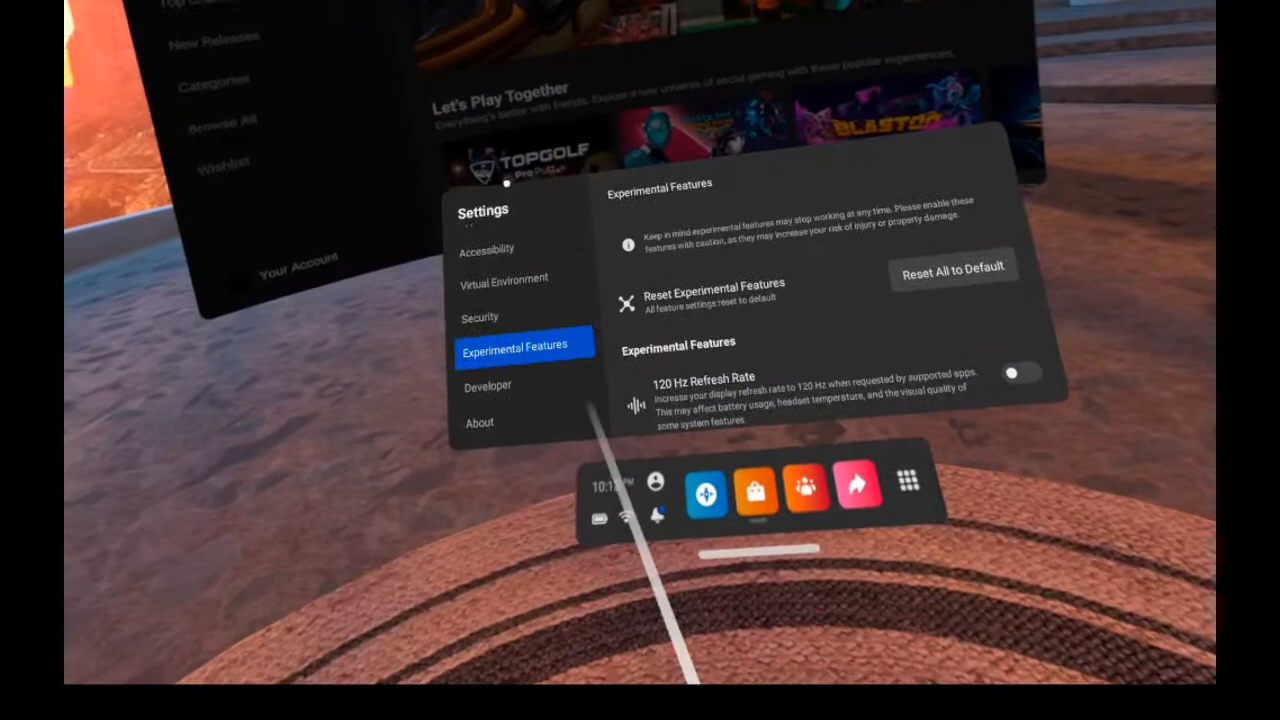 New Releases
Categories
Browse All
Wishlist
Your Account
Let's Play Together
Everything's better with friends. Explore a new universe of social gaming with these popular experiences.
TOPGOLF
Pro Putt
BLASTON
Settings
Accessibility
Virtual Environment
Security
Experimental Features
Developer
About
Experimental Features
Keep in mind experimental features may stop working at any time. Please enable these
features with caution, as they may increase your risk of injury or property damage.
Reset Experimental Features
All feature settings reset to default
Reset All to Default
Experimental Features
120 Hz Refresh Rate
Increase your display refresh rate to 120 Hz when requested by supported apps.
This may affect battery usage, headset temperature, and the visual quality of
some system features.
PM